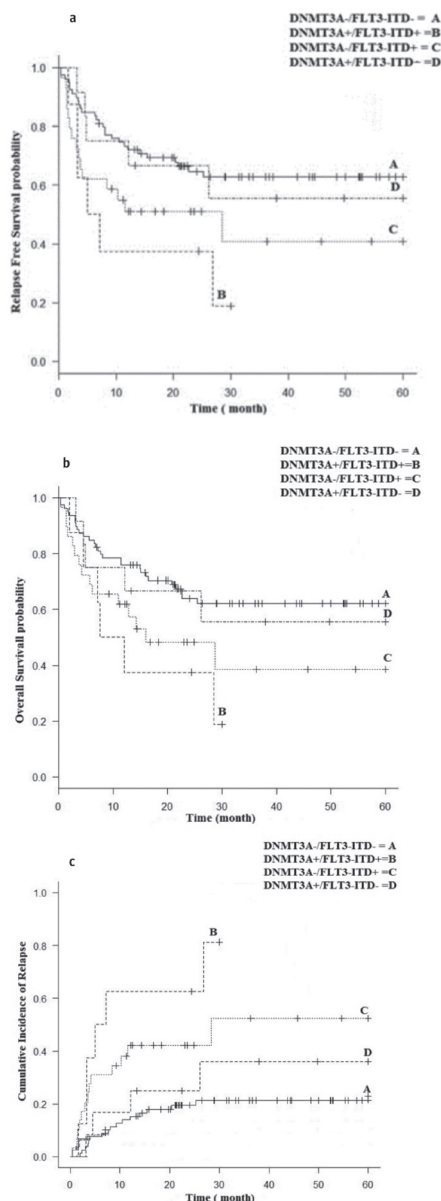 a
DNMT3A-/FLT3-ITD- = A
DNMT3A+/FLT3-ITD+ =B
DNMT3A-/FLT3-ITD+ = C
DNMT3A+/FLT3-ITD− =D
Relapse Free Survival probability
1.0
0.8
0.6
0.4
0.2
0.0
A
D
C
B
0 10 20 30 40 50 60
Time ( month)
b
DNMT3A-/FLT3-ITD- = A
DNMT3A+/FLT3-ITD+=B
DNMT3A-/FLT3-ITD+ =C
DNMT3A+/FLT3-ITD- =D
Overall Survivall probability
1.0
0.8
0.6
0.4
0.2
0.0
A
D
C
B
0 10 20 30 40 50 60
Time (month)
c
DNMT3A-/FLT3-ITD- = A
DNMT3A+/FLT3-ITD+=B
DNMT3A-/FLT3-ITD+ =C
DNMT3A+/FLT3-ITD- =D
Cumulative Incidence of Relapse
1.0
0.8
0.6
0.4
0.2
0.0
B
C
D
A
0 10 20 30 40 50 60
Time (month)